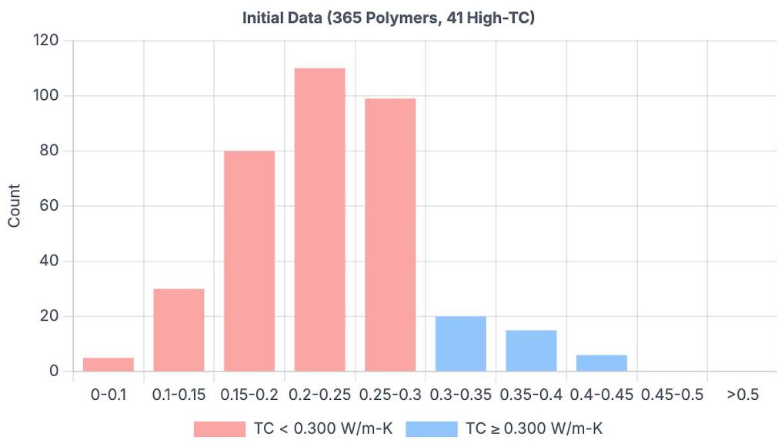 Initial Data (365 Polymers, 41 High-TC)
120
100
80
60
40
20
0
Count
0-0.1 0.1-0.15 0.15-0.2 0.2-0.25 0.25-0.3 0.3-0.35 0.35-0.4 0.4-0.45 0.45-0.5 >0.5
TC < 0.300 W/m-K TC ≥ 0.300 W/m-K